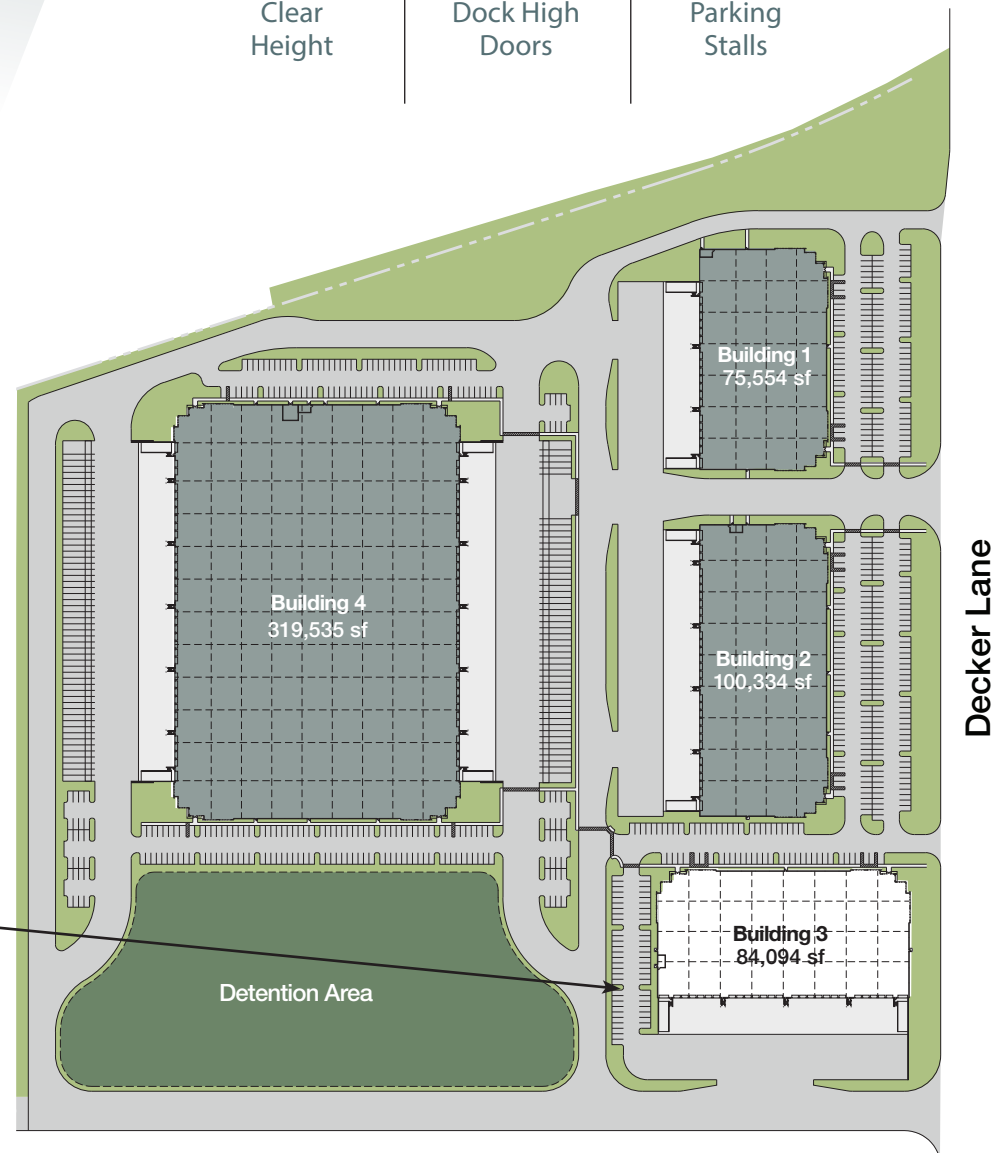 Clear
Height
Dock High
Doors
Parking
Stalls
Building 1
75,554 sf
Building 4
319,535 sf
Building 2
100,334 sf
Decker Lane
Building 3
84,094 sf
Detention Area